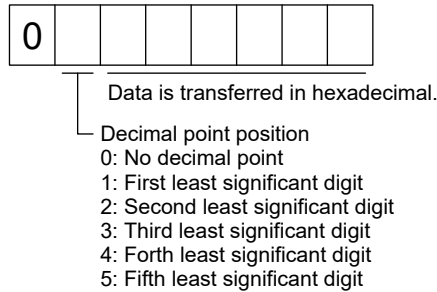 0
Data is transferred in hexadecimal.
Decimal point position
0: No decimal point
1: First least significant digit
2: Second least significant digit
3: Third least significant digit
4: Forth least significant digit
5: Fifth least significant digit